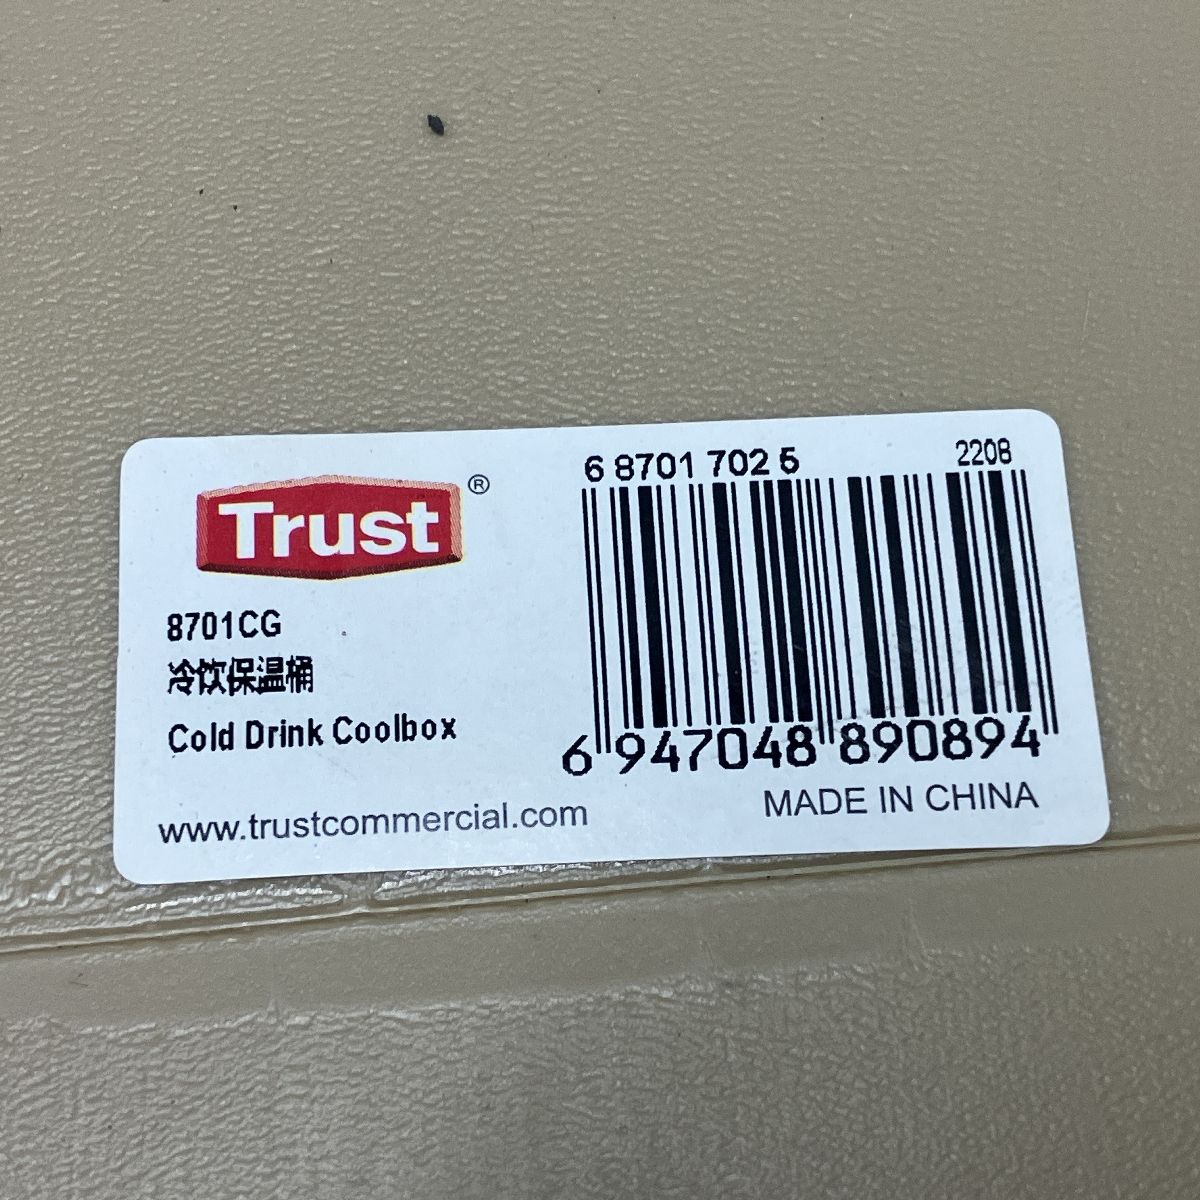 Trust®
8701CG
冷饮保温桶
Cold Drink Coolbox
www.trustcommercial.com
6 8701 702 5
2208
6 947048 890894
MADE IN CHINA